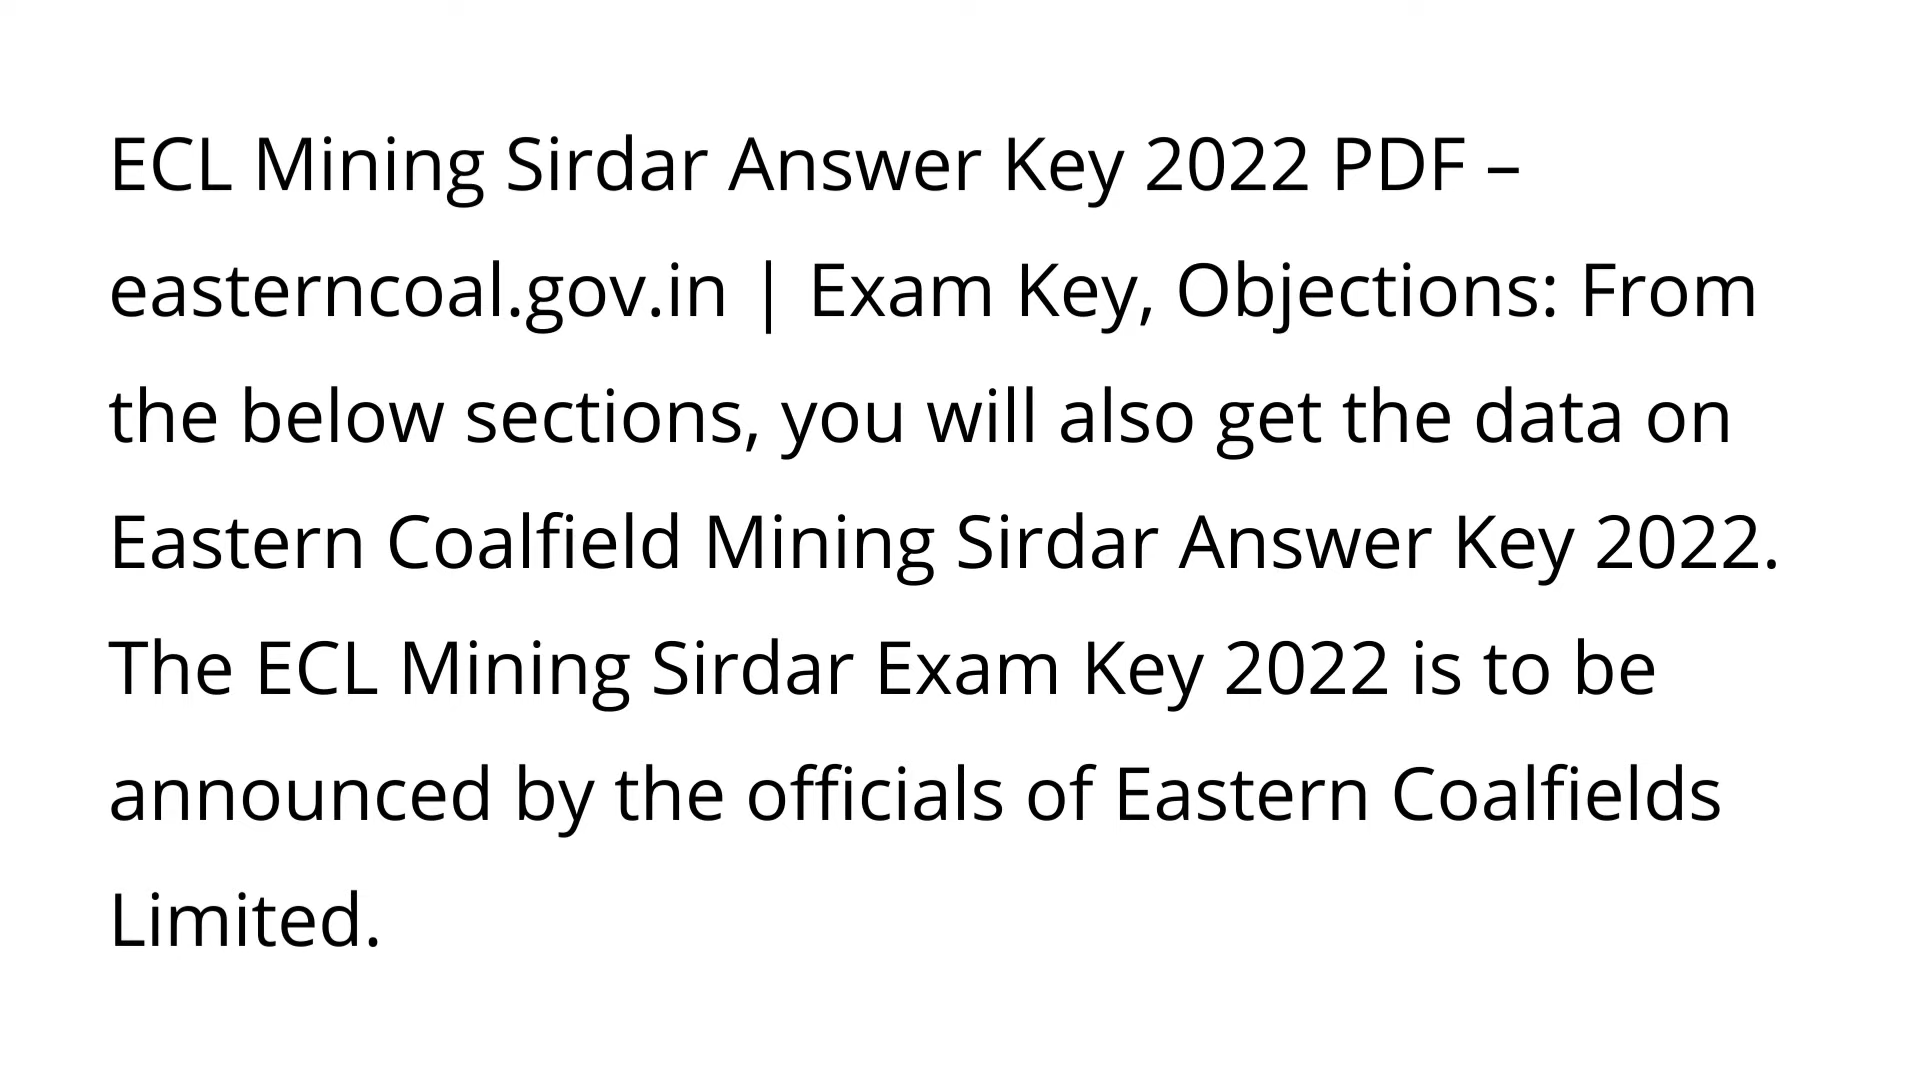 ECL Mining Sirdar Answer Key 2022 PDF –
easterncoal.gov.in | Exam Key, Objections: From
the below sections, you will also get the data on
Eastern Coalfield Mining Sirdar Answer Key 2022.
The ECL Mining Sirdar Exam Key 2022 is to be
announced by the officials of Eastern Coalfields
Limited.